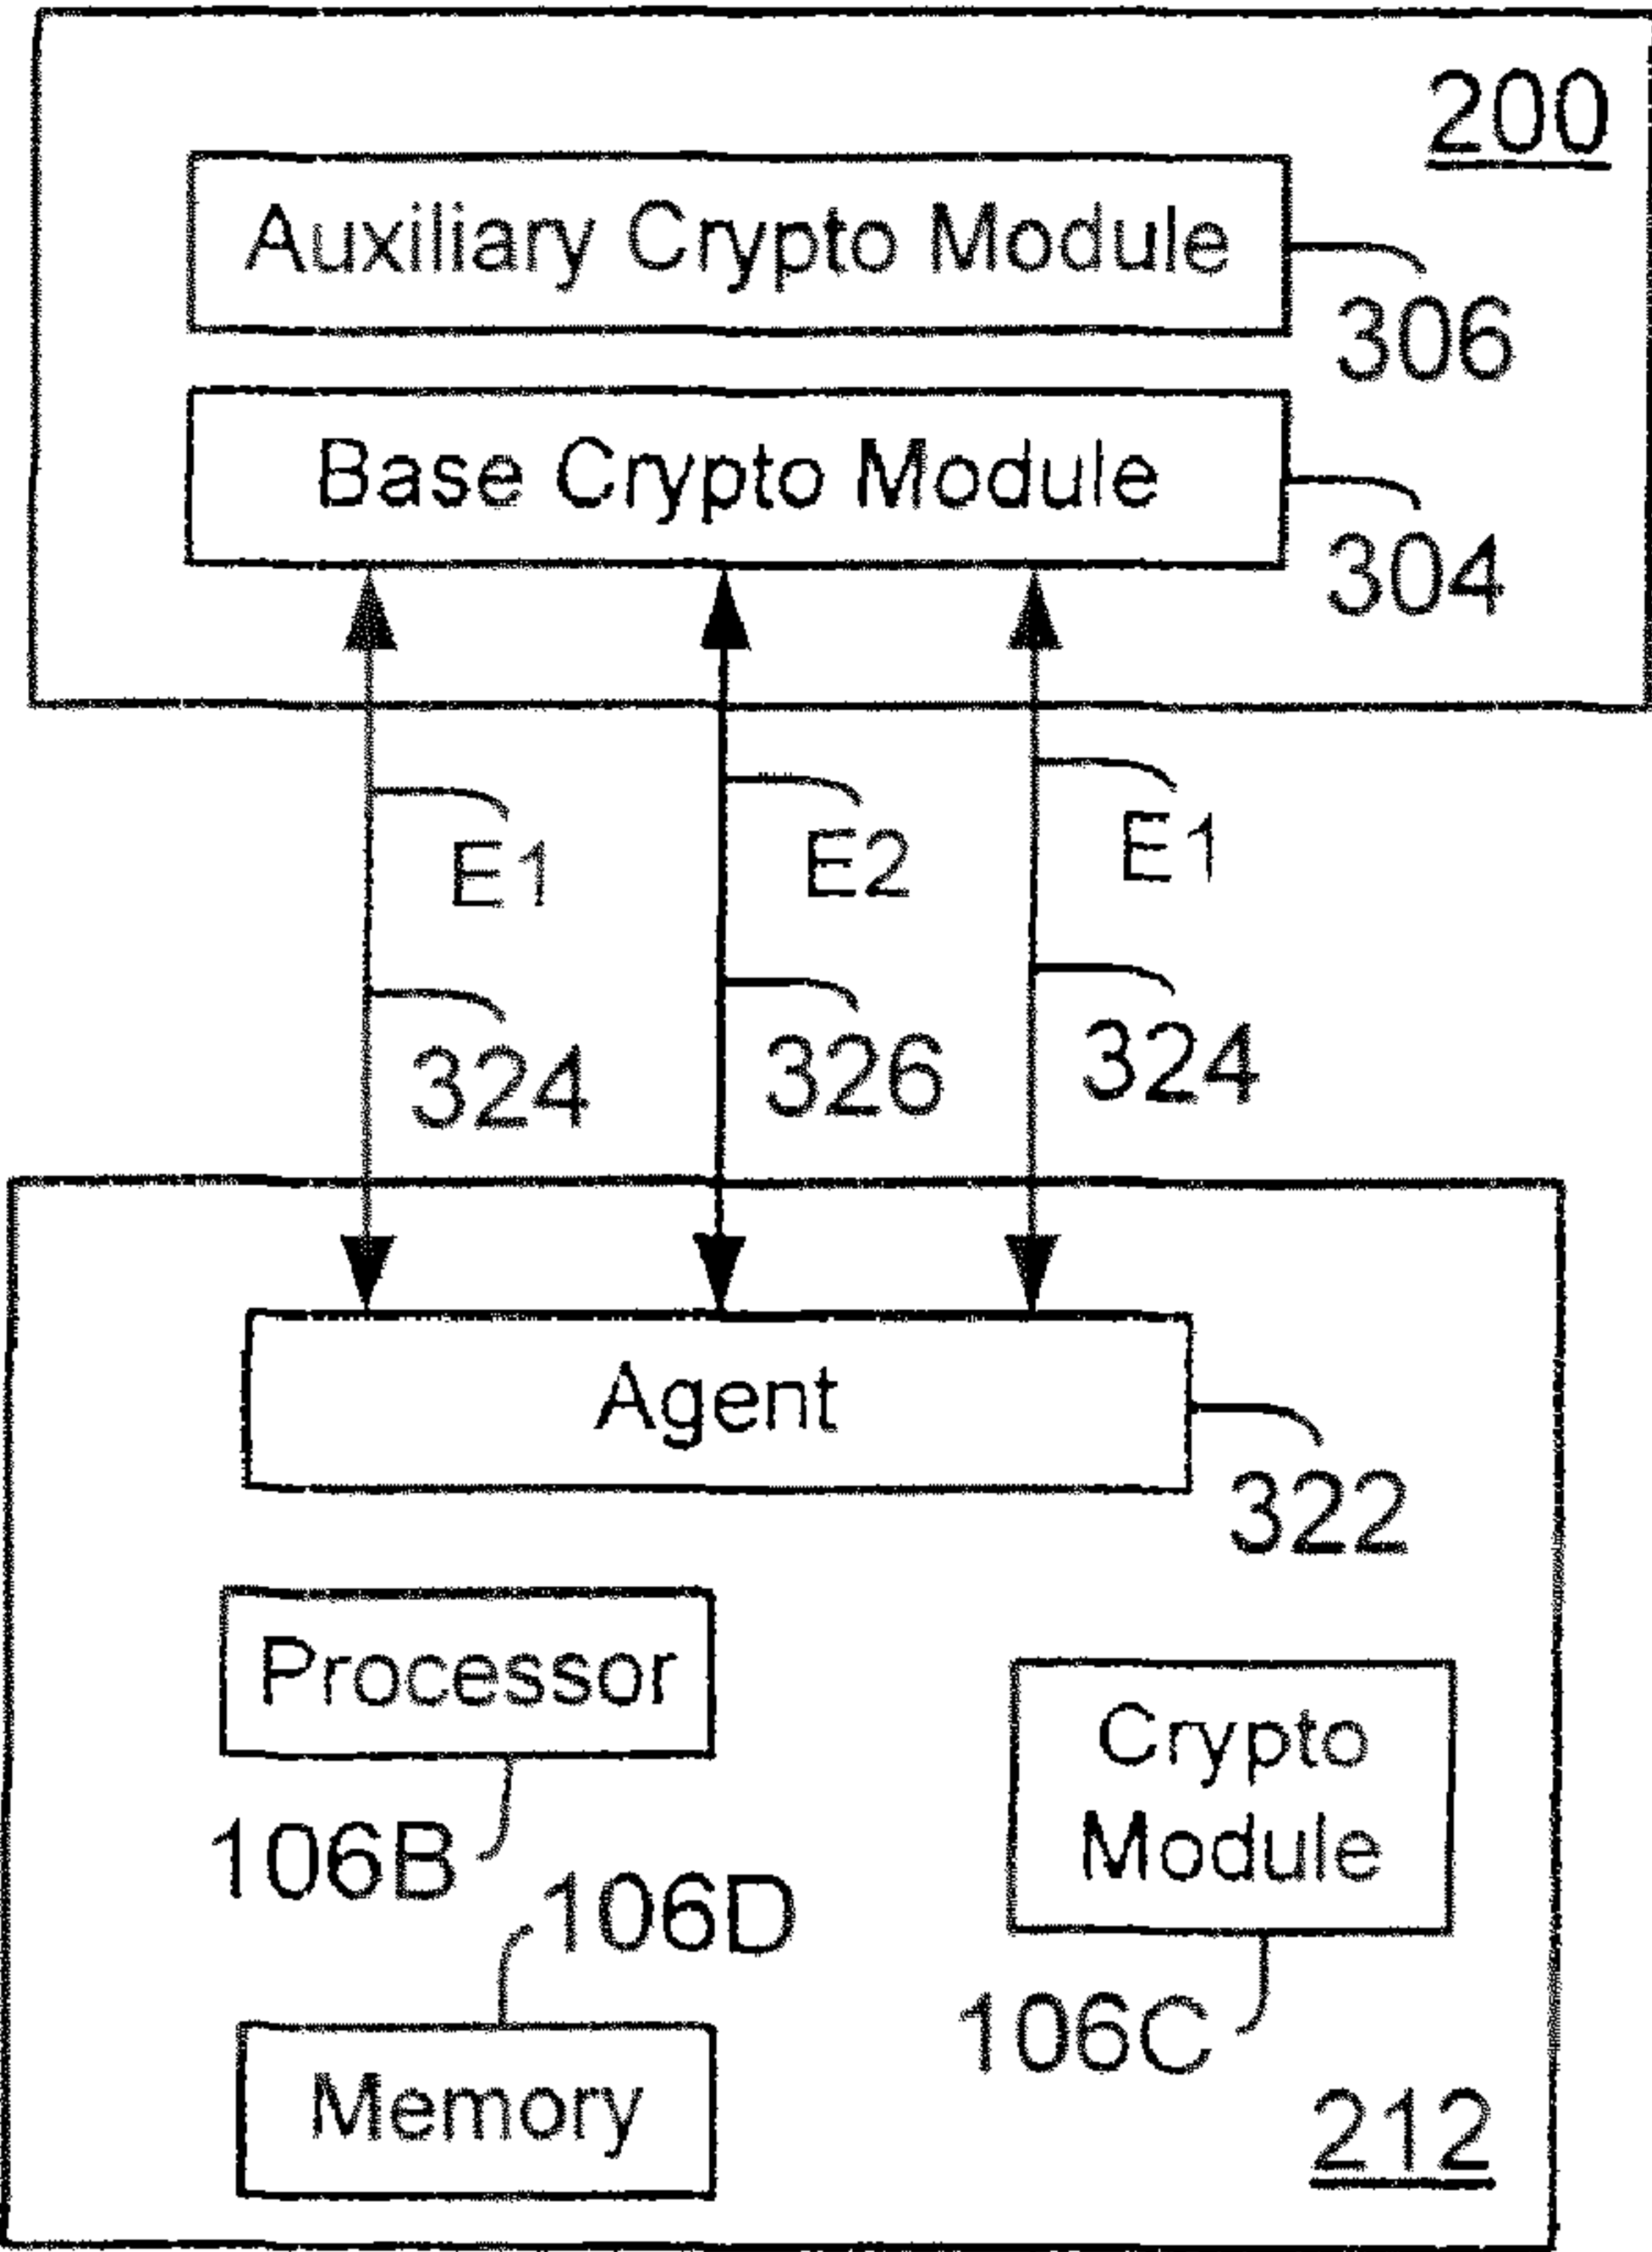 200
Auxiliary Crypto Module
306
Base Crypto Module
304
E1
E2
E1
324
326
324
Agent
322
Processor
Crypto
Module
106B
106D
106C
Memory
212